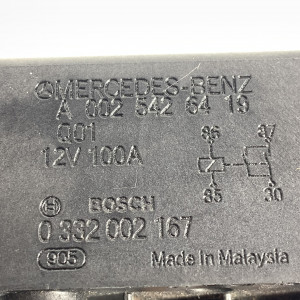 MERCEDES-BENZ
A 002 542 64 19
Q01
12V 100A
86 87
85 30
BOSCH
0 332 002 167
905 Made In Malaysia